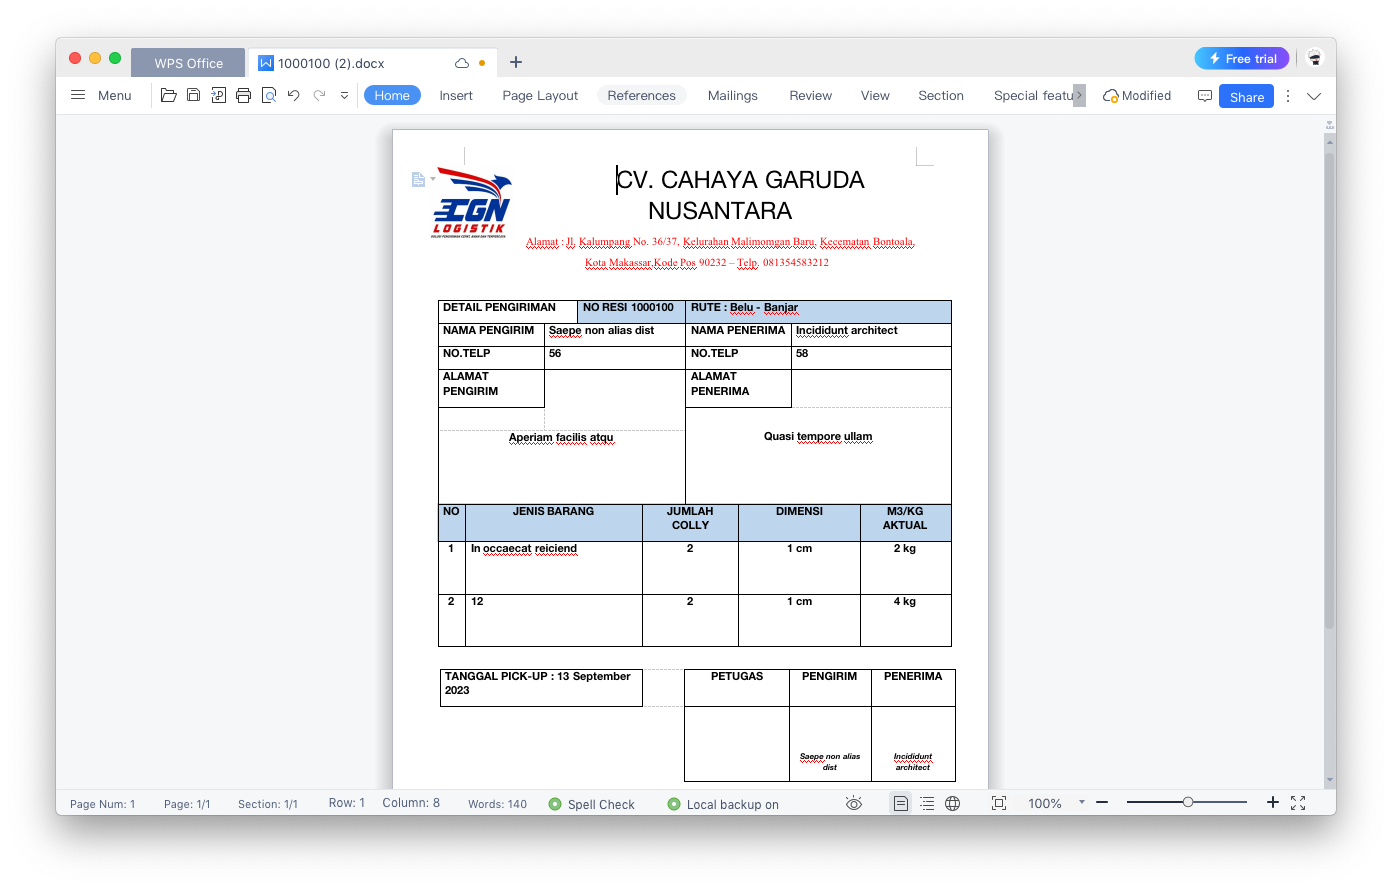 WPS Office
1000100 (2).docx
Free trial
Menu
Home
Insert
Page Layout
References
Mailings
Review
View
Section
Special featu
Modified
Share
CGN
LOGISTIK
CV. CAHAYA GARUDA
NUSANTARA
Alamat : Jl. Kalumpang No. 36/37, Kelurahan Malimomgan Baru, Kecematan Bontoala,
Kota Makassar,Kode Pos 90232 – Telp. 081354583212
DETAIL PENGIRIMAN NO RESI 1000100 RUTE : Belu - Banjar
NAMA PENGIRIM Saepe non alias dist NAMA PENERIMA Incididunt architect
NO.TELP 56 NO.TELP 58
ALAMAT PENGIRIM ALAMAT PENERIMA
Aperiam facilis atqu Quasi tempore ullam
NO JENIS BARANG JUMLAH COLLY DIMENSI M3/KG AKTUAL
1 In occaecat reiciend 2 1 cm 2 kg
2 12 2 1 cm 4 kg
TANGGAL PICK-UP : 13 September
2023
PETUGAS PENGIRIM PENERIMA
Saepe non alias dist
Incididunt architect
Page Num: 1 Page: 1/1 Section: 1/1 Row: 1 Column: 8 Words: 140 Spell Check Local backup on 100%